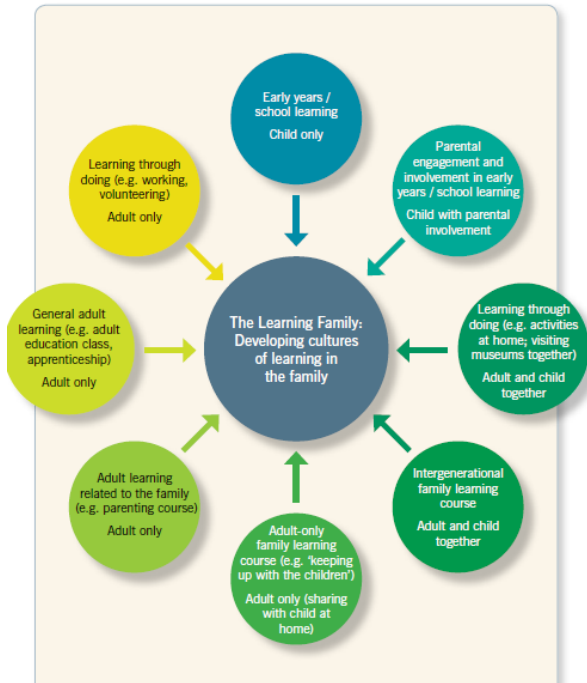 Early years /
school learning
Child only
Parental
engagement and
involvement in early
years / school learning
Child with parental
involvement
Learning through
doing (e.g. activities
at home; visiting
museums together)
Adult and child
together
Intergenerational
family learning
course
Adult and child
together
Adult-only
family learning
course (e.g. ‘keeping
up with the children’)
Adult only (sharing
with child at
home)
Adult learning
related to the family
(e.g. parenting course)
Adult only
General adult
learning (e.g. adult
education class,
apprenticeship)
Adult only
Learning through
doing (e.g. working,
volunteering)
Adult only
The Learning Family:
Developing cultures
of learning in
the family